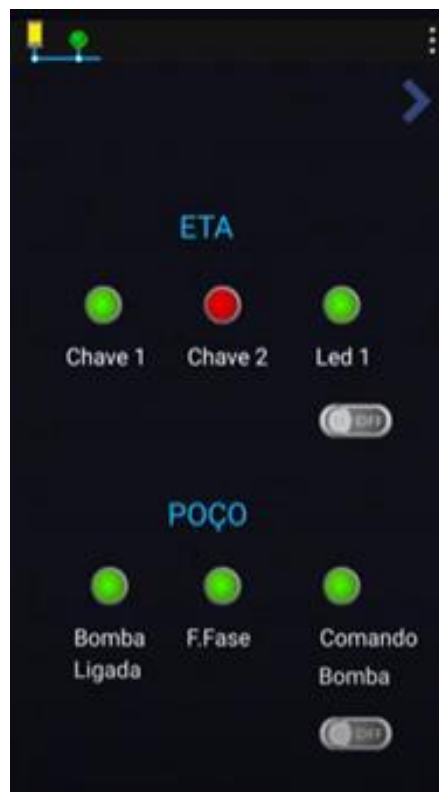 ETA
Chave 1 Chave 2 Led 1
OFF
POÇO
Bomba F.Fase Comando
Ligada Bomba
OFF